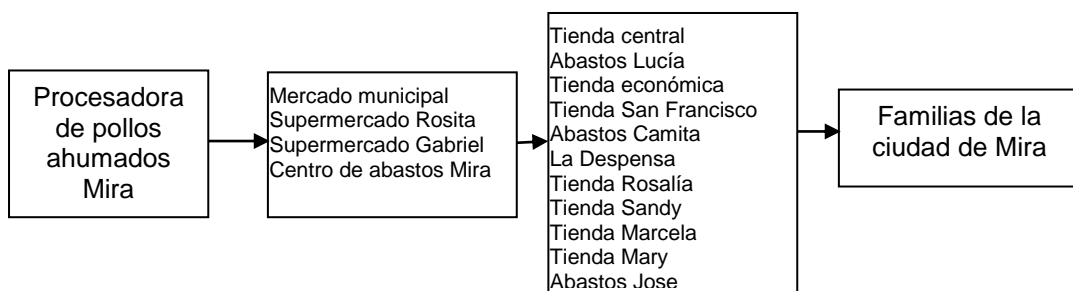 Procesadora
de pollos
ahumados
Mira
Mercado municipal
Supermercado Rosita
Supermercado Gabriel
Centro de abastos Mira
Tienda central
Abastos Lucía
Tienda económica
Tienda San Francisco
Abastos Camita
La Despensa
Tienda Rosalía
Tienda Sandy
Tienda Marcela
Tienda Mary
Abastos Jose
Familias de la
ciudad de Mira